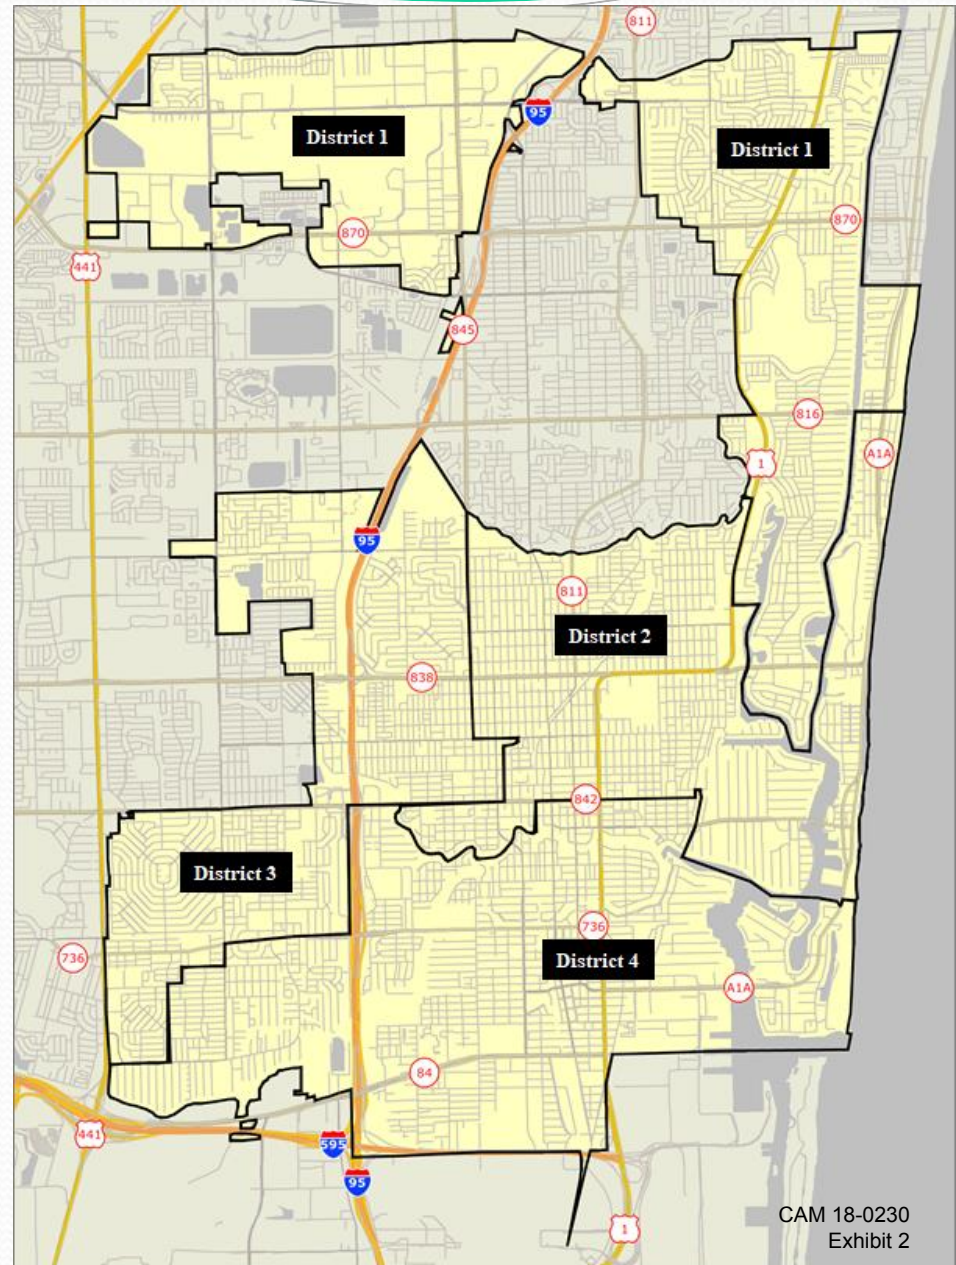 811
95
District 1
District 1
870
870
441
845
816
A1A
1
95
811
District 2
838
842
District 3
736
736
District 4
A1A
84
441
595
95
1
CAM 18-0230
Exhibit 2